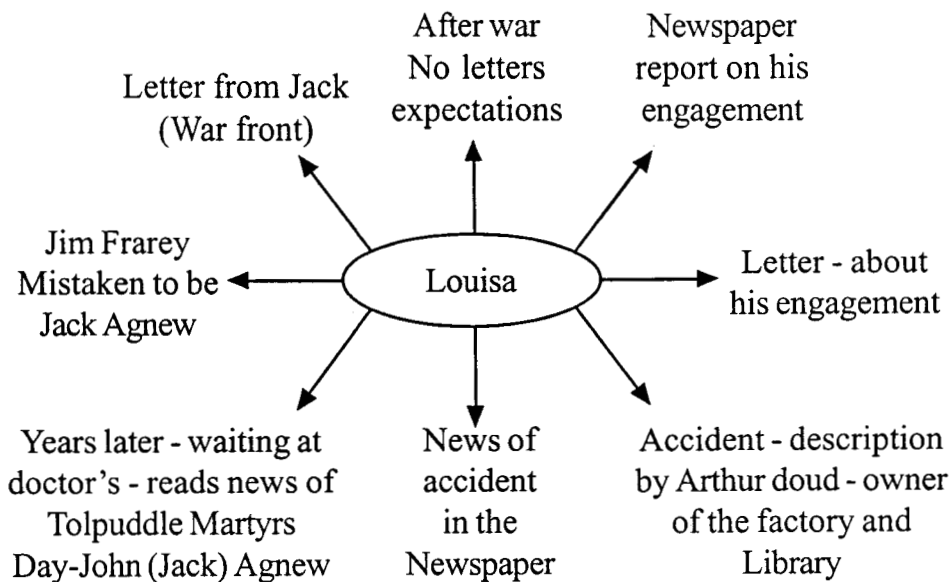 After war
No letters
expectations
Newspaper
report on his
engagement
Letter from Jack
(War front)
Jim Frarey
Mistaken to be
Jack Agnew
Louisa
Letter - about
his engagement
Years later - waiting at
doctor's - reads news of
Tolpuddle Martyrs
Day-John (Jack) Agnew
News of
accident
in the
Newspaper
Accident - description
by Arthur doud - owner
of the factory and
Library